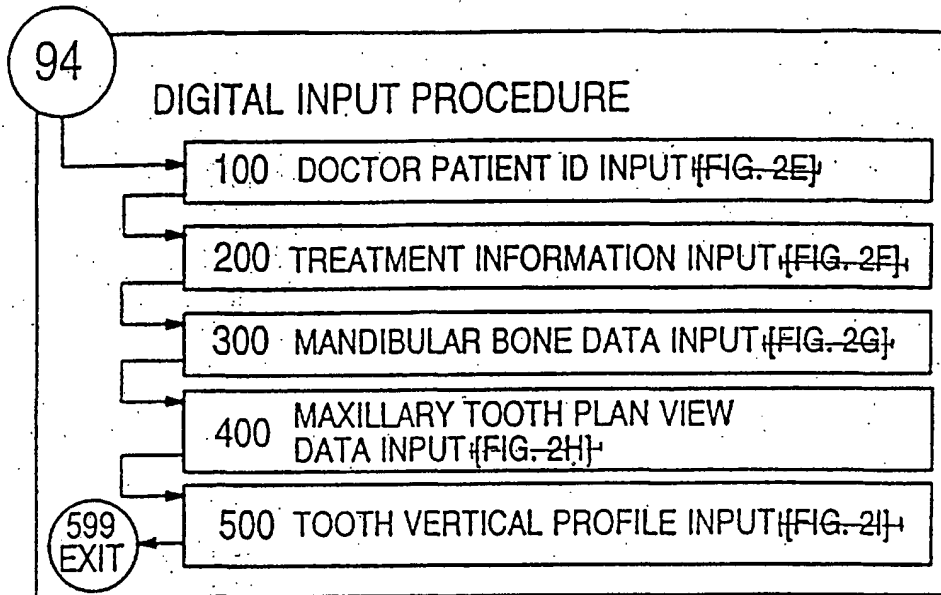 94
DIGITAL INPUT PROCEDURE
100 DOCTOR PATIENT ID INPUT [FIG. 2E]
200 TREATMENT INFORMATION INPUT [FIG. 2F]
300 MANDIBULAR BONE DATA INPUT [FIG. 2G]
400 MAXILLARY TOOTH PLAN VIEW
DATA INPUT [FIG. 2H]
500 TOOTH VERTICAL PROFILE INPUT [FIG. 2I]
599
EXIT